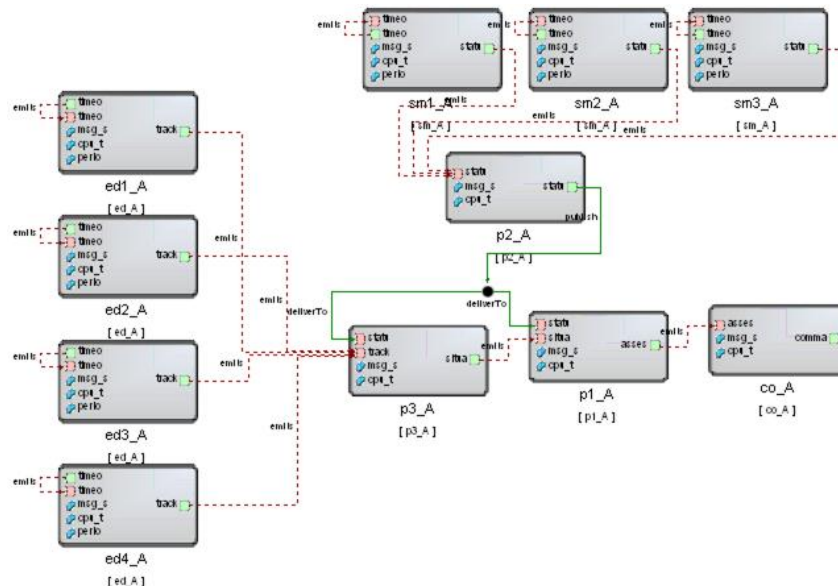 emits
timeo
timeo
msg_s
cpu_t
perio
statu
sm1_A
[ sm_A ]
emits
timeo
timeo
msg_s
cpu_t
perio
statu
sm2_A
[ sm_A ]
emits
timeo
timeo
msg_s
cpu_t
perio
statu
sm3_A
[ sm_A ]
emits
emits
emits
emits
timeo
timeo
msg_s
cpu_t
perio
track
ed1_A
[ ed_A ]
emits
statu
msg_s
cpu_t
statu
p2_A
[ p2_A ]
publish
emits
timeo
timeo
msg_s
cpu_t
perio
track
ed2_A
[ ed_A ]
emits
deliverTo
deliverTo
statu
track
msg_s
cpu_t
situa
p3_A
[ p3_A ]
emits
statu
situa
msg_s
cpu_t
asses
p1_A
[ p1_A ]
emits
asses
msg_s
cpu_t
comma
co_A
[ co_A ]
emits
timeo
timeo
msg_s
cpu_t
perio
track
ed3_A
[ ed_A ]
emits
emits
timeo
timeo
msg_s
cpu_t
perio
track
ed4_A
[ ed_A ]
emits